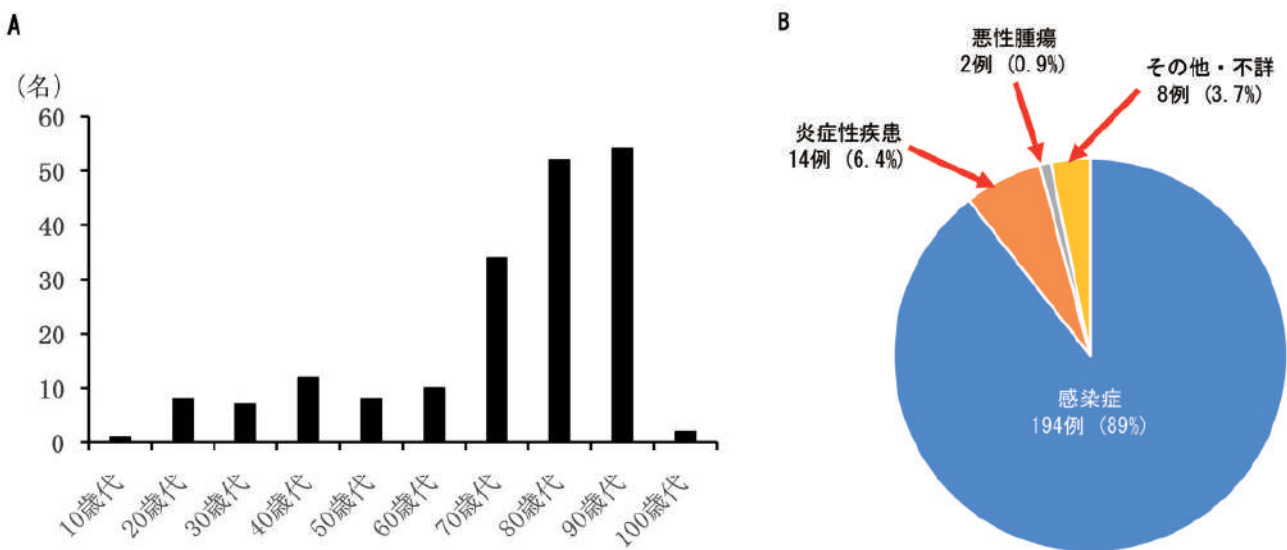 A
(名)
60
50
40
30
20
10
0
10歳代
20歳代
30歳代
40歳代
50歳代
60歳代
70歳代
80歳代
90歳代
100歳代
B
悪性腫瘍
2例 (0.9%)
その他・不詳
8例 (3.7%)
炎症性疾患
14例 (6.4%)
感染症
194例 (89%)